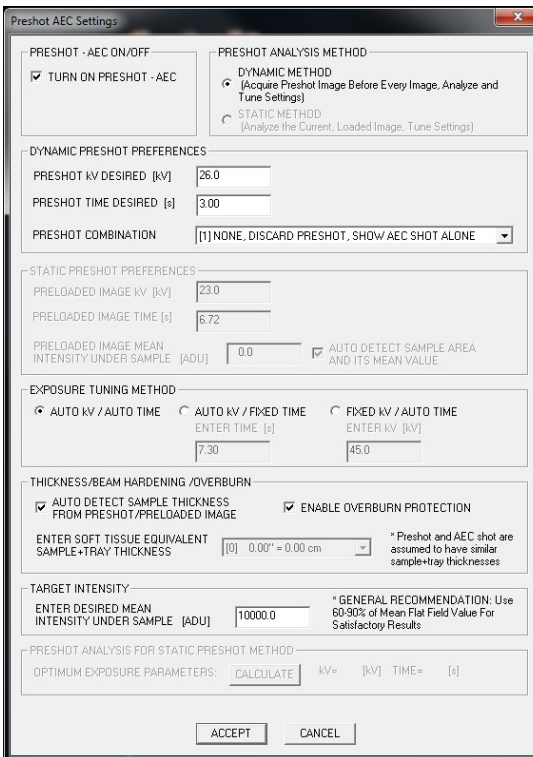 Preshot AEC Settings
PRESHOT - AEC ON/OFF
TURN ON PRESHOT - AEC
PRESHOT ANALYSIS METHOD
DYNAMIC METHOD
(Acquire Preshot Image Before Every Image, Analyze and
Tune Settings)
STATIC METHOD
(Analyze the Current, Loaded Image, Tune Settings)
DYNAMIC PRESHOT PREFERENCES
PRESHOT kV DESIRED [kV] 26.0
PRESHOT TIME DESIRED [s] 3.00
PRESHOT COMBINATION [1] NONE, DISCARD PRESHOT, SHOW AEC SHOT ALONE
STATIC PRESHOT PREFERENCES
PRELOADED IMAGE kV [kV] 23.0
PRELOADED IMAGE TIME [s] 6.72
PRELOADED IMAGE MEAN
INTENSITY UNDER SAMPLE [ADU] 0.0
AUTO DETECT SAMPLE AREA
AND ITS MEAN VALUE
EXPOSURE TUNING METHOD
AUTO kV / AUTO TIME AUTO kV / FIXED TIME FIXED kV / AUTO TIME
ENTER TIME [s] ENTER kV [kV]
7.30 45.0
THICKNESS/BEAM HARDENING /OVERBURN
AUTO DETECT SAMPLE THICKNESS
FROM PRESHOT/PRELOADED IMAGE
ENABLE OVERBURN PROTECTION
ENTER SOFT TISSUE EQUIVALENT
SAMPLE+TRAY THICKNESS
[0] 0.00" = 0.00 cm
* Preshot and AEC shot are
assumed to have similar
sample+tray thicknesses
TARGET INTENSITY
ENTER DESIRED MEAN
INTENSITY UNDER SAMPLE [ADU] 10000.0
* GENERAL RECOMMENDATION: Use
60-90% of Mean Flat Field Value For
Satisfactory Results
PRESHOT ANALYSIS FOR STATIC PRESHOT METHOD
OPTIMUM EXPOSURE PARAMETERS: CALCULATE kV= [kV] TIME= [s]
ACCEPT CANCEL